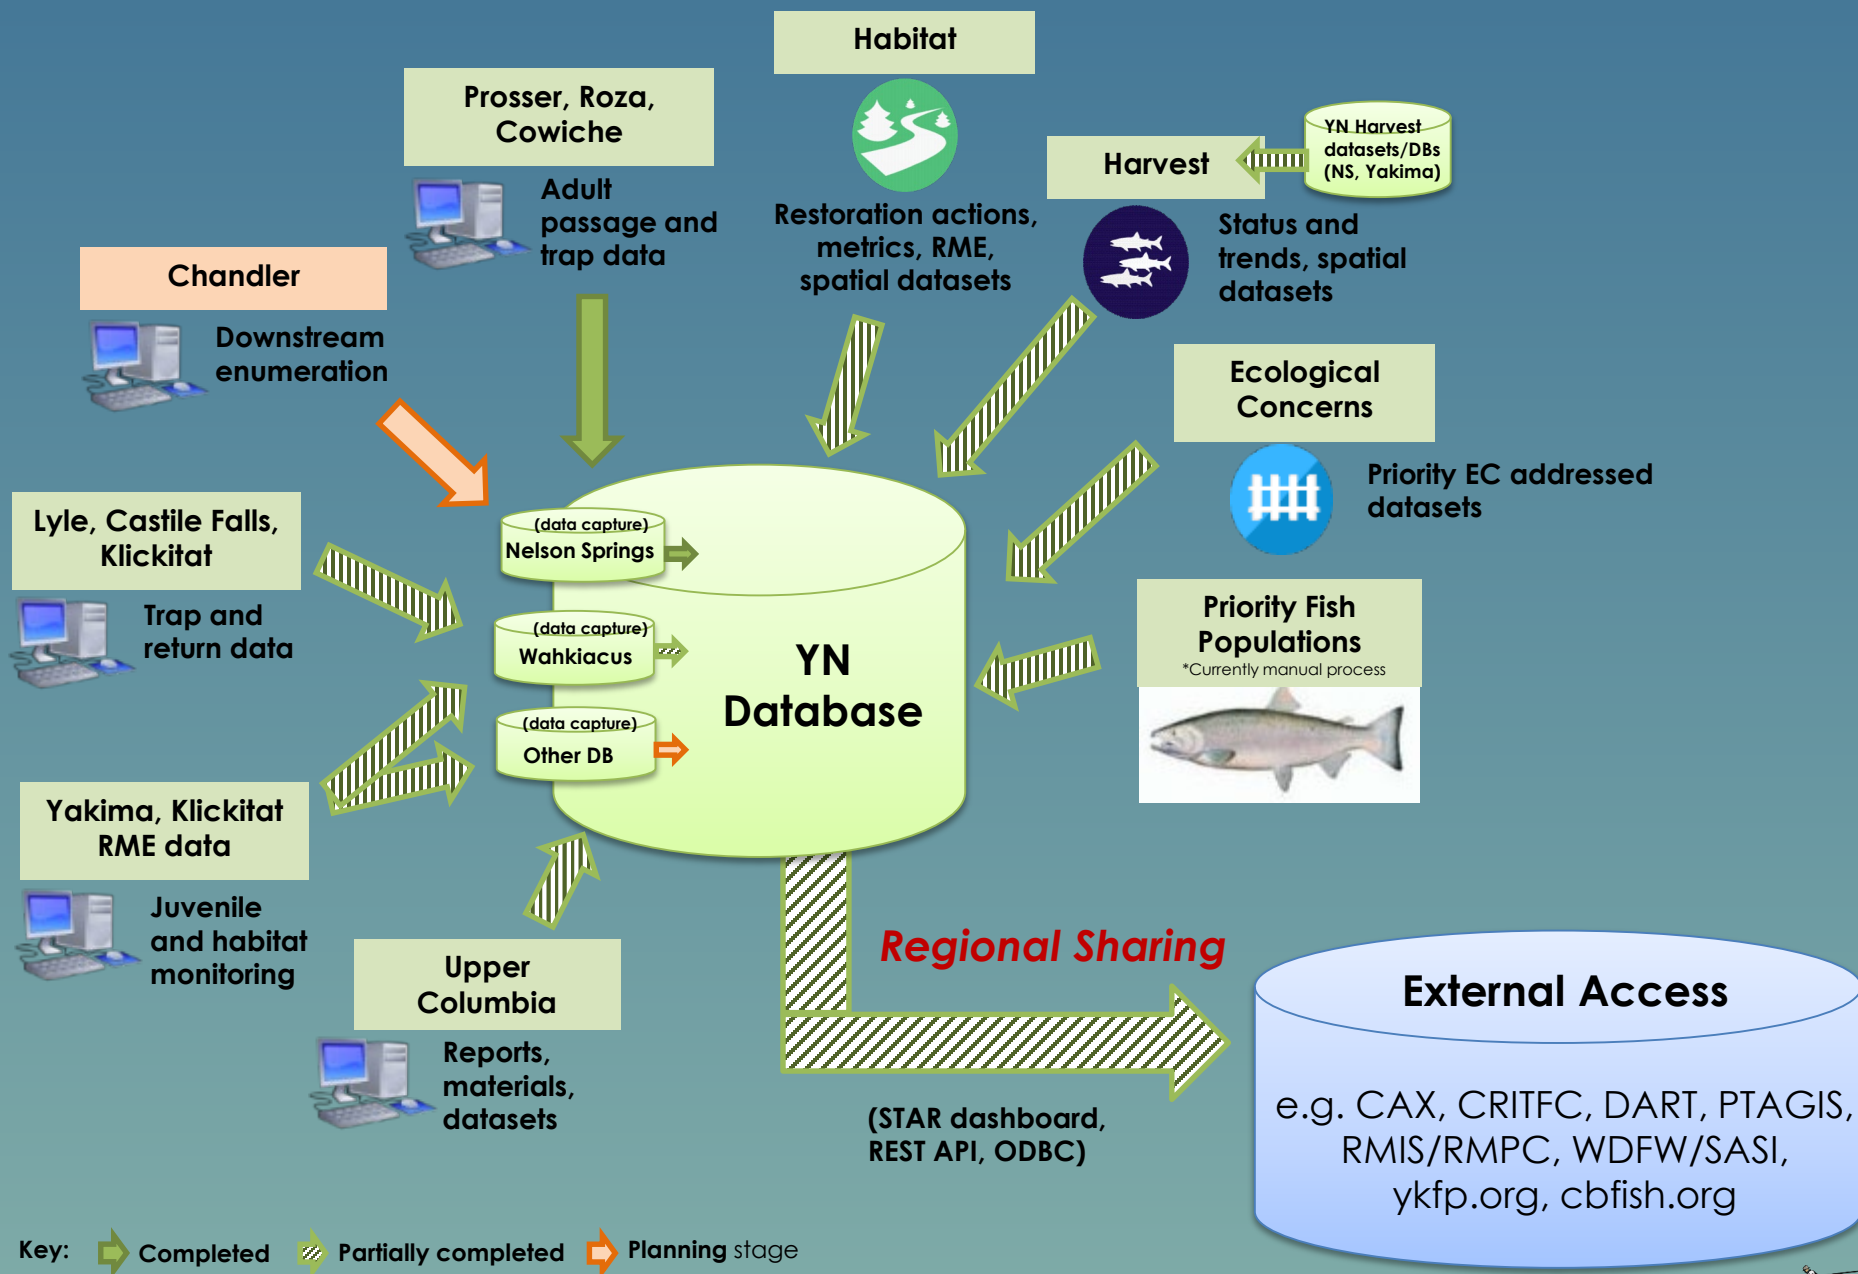 Habitat
Prosser, Roza,
Cowiche
Adult
passage and
trap data
Restoration actions,
metrics, RME,
spatial datasets
Harvest
YN Harvest
datasets/DBs
(NS, Yakima)
Status and
trends, spatial
datasets
Chandler
Downstream
enumeration
Ecological
Concerns
Priority EC addressed
datasets
Lyle, Castile Falls,
Klickitat
Trap and
return data
(data capture)
Nelson Springs
(data capture)
Wahkiacus
(data capture)
Other DB
YN
Database
Priority Fish
Populations
*Currently manual process
Yakima, Klickitat
RME data
Juvenile
and habitat
monitoring
Upper
Columbia
Reports,
materials,
datasets
Regional Sharing
(STAR dashboard,
REST API, ODBC)
External Access
e.g. CAX, CRITFC, DART, PTAGIS,
RMIS/RMPC, WDFW/SASI,
ykfp.org, cbfish.org
Key: Completed Partially completed Planning stage